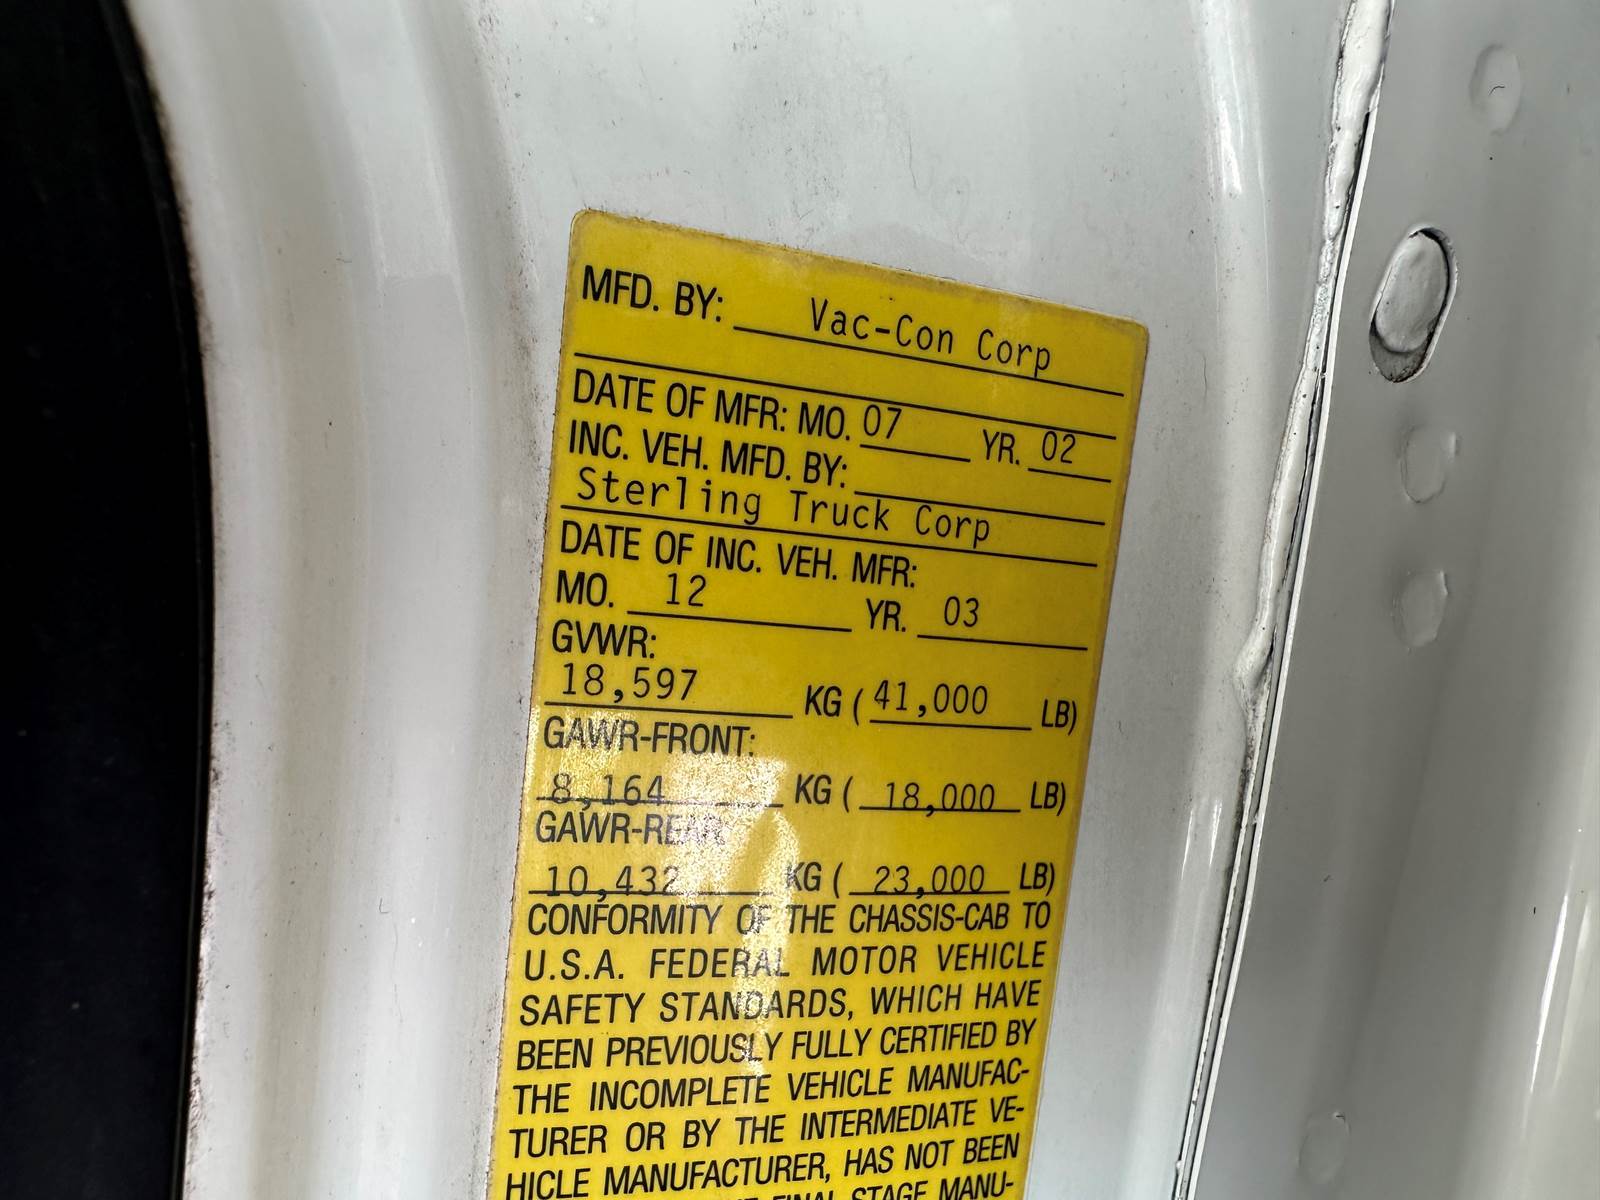 MFD. BY: Vac-Con Corp
DATE OF MFR: MO. 07 YR. 02
INC. VEH. MFD. BY:
Sterling Truck Corp
DATE OF INC. VEH. MFR:
MO. 12 YR. 03
GVWR:
18,597 KG ( 41,000 LB)
GAWR-FRONT:
8,164 KG ( 18,000 LB)
GAWR-REAR
10,432 KG ( 23,000 LB)
CONFORMITY OF THE CHASSIS-CAB TO
U.S.A. FEDERAL MOTOR VEHICLE
SAFETY STANDARDS, WHICH HAVE
BEEN PREVIOUSLY FULLY CERTIFIED BY
THE INCOMPLETE VEHICLE MANUFAC-
TURER OR BY THE INTERMEDIATE VE-
HICLE MANUFACTURER, HAS NOT BEEN
FINAL STAGE MANU-